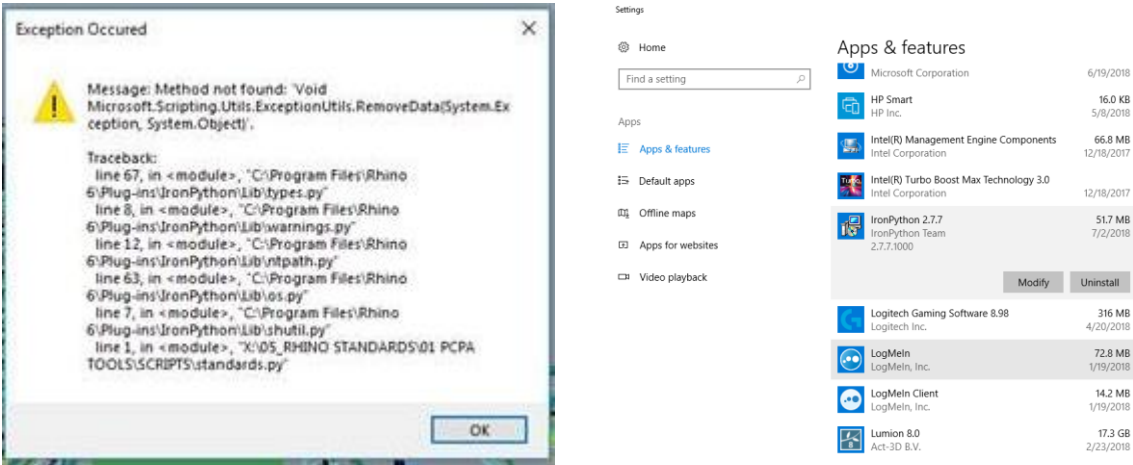 Exception Occured
Message: Method not found: 'Void
Microsoft.Scripting.Utils.ExceptionUtils.RemoveData(System.Ex
ception, System.Object)'.
Traceback:
line 67, in <module>, "C:\Program Files\Rhino
6\Plug-ins\IronPython\Lib\types.py"
line 8, in <module>, "C:\Program Files\Rhino
6\Plug-ins\IronPython\Lib\warnings.py"
line 12, in <module>, "C:\Program Files\Rhino
6\Plug-ins\IronPython\Lib\ntpath.py"
line 63, in <module>, "C:\Program Files\Rhino
6\Plug-ins\IronPython\Lib\os.py"
line 7, in <module>, "C:\Program Files\Rhino
6\Plug-ins\IronPython\Lib\shutil.py"
line 1, in <module>, "X:\05_RHINO STANDARDS\01 PCPA
TOOLS\SCRIPTS\standards.py"
OK
Settings
Home
Find a setting
Apps
Apps & features
Default apps
Offline maps
Apps for websites
Video playback
Apps & features
Microsoft Corporation 6/19/2018
HP Smart 16.0 KB
HP Inc. 5/8/2018
Intel(R) Management Engine Components 66.8 MB
Intel Corporation 12/18/2017
Intel(R) Turbo Boost Max Technology 3.0
Intel Corporation 12/18/2017
IronPython 2.7.7 51.7 MB
IronPython Team 7/2/2018
2.7.7.1000
Modify Uninstall
Logitech Gaming Software 8.98 316 MB
Logitech Inc. 4/20/2018
LogMeIn 72.8 MB
LogMeIn, Inc. 1/19/2018
LogMeIn Client 14.2 MB
LogMeIn, Inc. 1/19/2018
Lumion 8.0 17.3 GB
Act-3D B.V. 2/23/2018